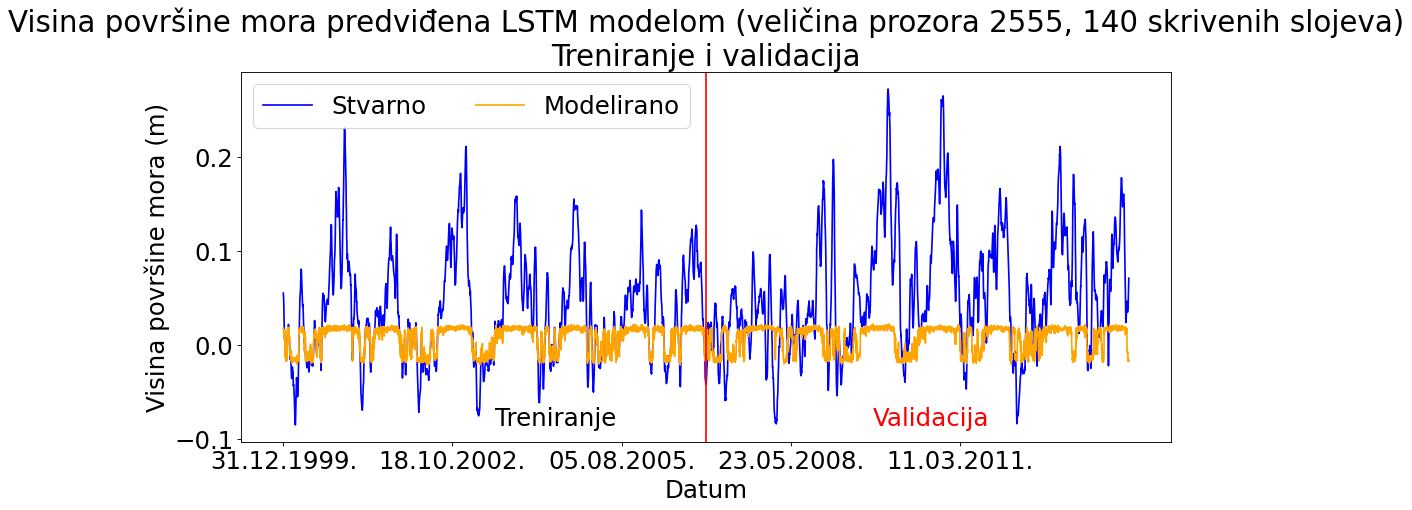 Visina površine mora predviđena LSTM modelom (veličina prozora 2555, 140 skrivenih slojeva)
Treniranje i validacija
Stvarno
Modelirano
Visina površine mora (m)
0.2
0.1
0.0
−0.1
Treniranje
Validacija
31.12.1999.
18.10.2002.
05.08.2005.
23.05.2008.
11.03.2011.
Datum